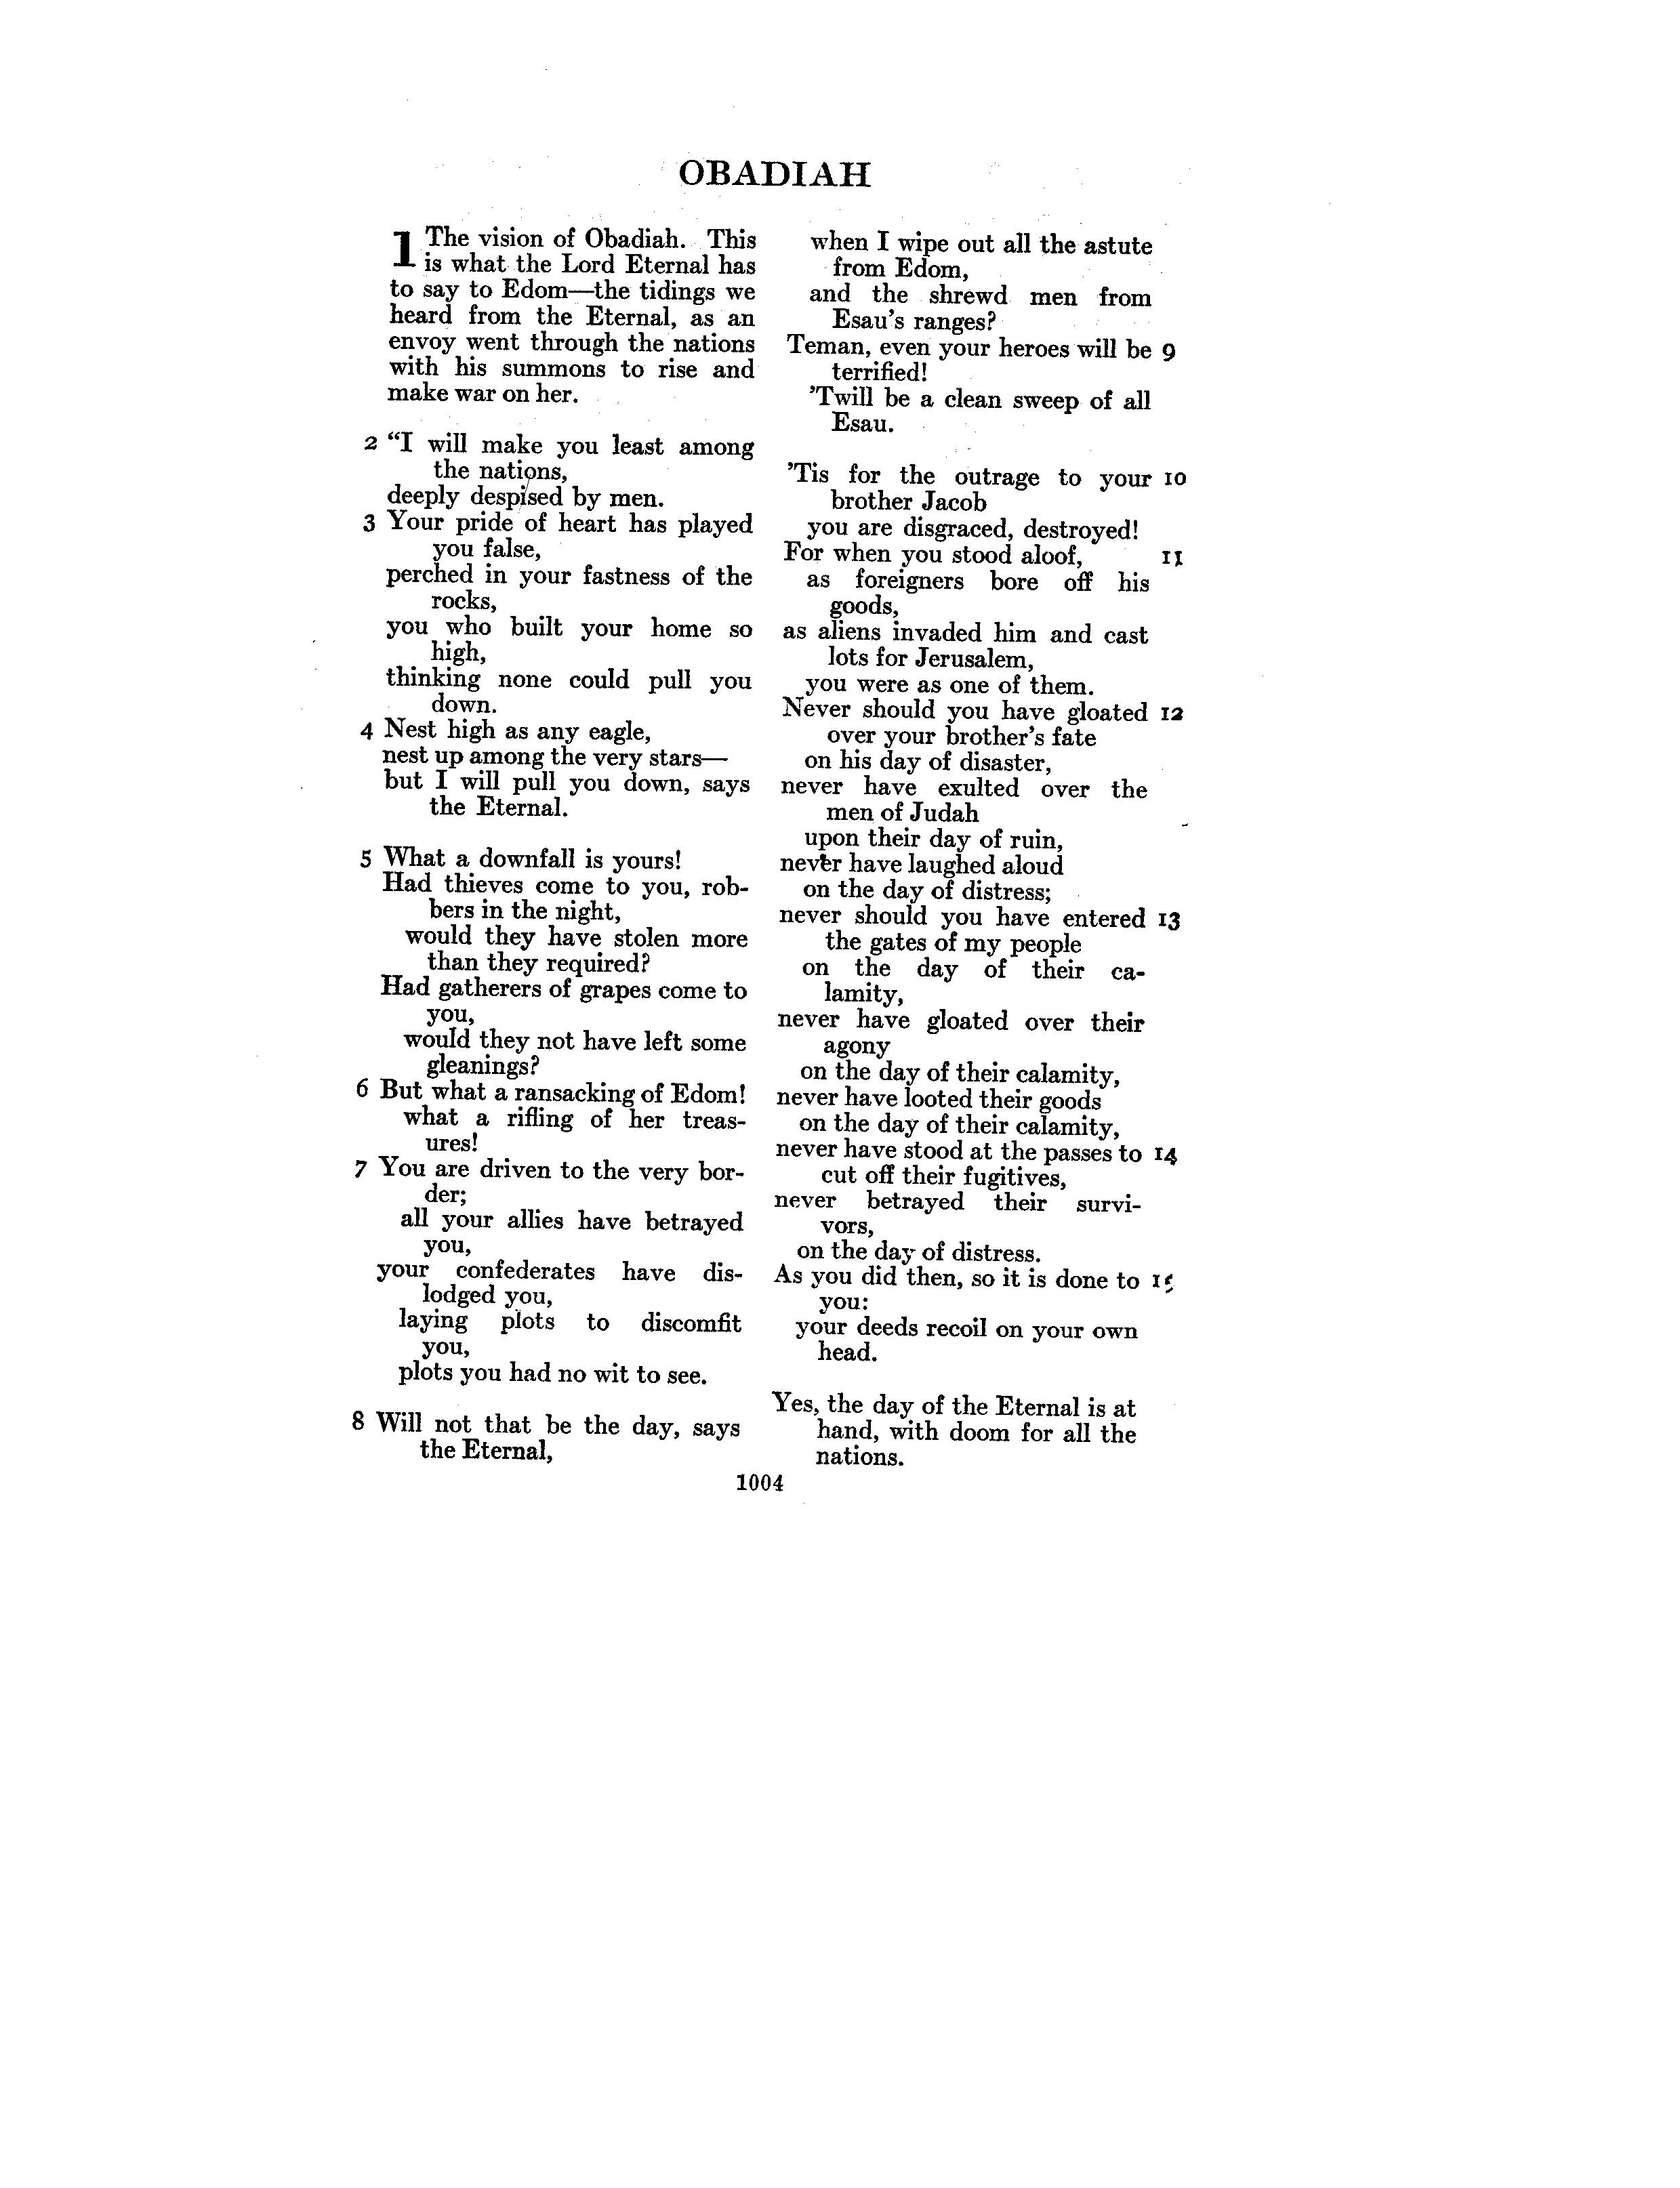 OBADIAH
1 The vision of Obadiah. This
is what the Lord Eternal has
to say to Edom—the tidings we
heard from the Eternal, as an
envoy went through the nations
with his summons to rise and
make war on her.
2 “I will make you least among
the nations,
deeply despised by men.
3 Your pride of heart has played
you false,
perched in your fastness of the
rocks,
you who built your home so
high,
thinking none could pull you
down.
4 Nest high as any eagle,
nest up among the very stars—
but I will pull you down, says
the Eternal.
5 What a downfall is yours!
Had thieves come to you, rob-
bers in the night,
would they have stolen more
than they required?
Had gatherers of grapes come to
you,
would they not have left some
gleanings?
6 But what a ransacking of Edom!
what a rifling of her treas-
ures!
7 You are driven to the very bor-
der;
all your allies have betrayed
you,
your confederates have dis-
lodged you,
laying plots to discomfit
you,
plots you had no wit to see.
8 Will not that be the day, says
the Eternal,
when I wipe out all the astute
from Edom,
and the shrewd men from
Esau's ranges?
Teman, even your heroes will be 9
terrified!
’Twill be a clean sweep of all
Esau.
’Tis for the outrage to your 10
brother Jacob
you are disgraced, destroyed!
For when you stood aloof, 11
as foreigners bore off his
goods,
as aliens invaded him and cast
lots for Jerusalem,
you were as one of them.
Never should you have gloated 12
over your brother's fate
on his day of disaster,
never have exulted over the
men of Judah
upon their day of ruin,
never have laughed aloud
on the day of distress;
never should you have entered 13
the gates of my people
on the day of their ca-
lamity,
never have gloated over their
agony
on the day of their calamity,
never have looted their goods
on the day of their calamity,
never have stood at the passes to 14
cut off their fugitives,
never betrayed their survi-
vors,
on the day of distress.
As you did then, so it is done to 15
you:
your deeds recoil on your own
head.
Yes, the day of the Eternal is at
hand, with doom for all the
nations.
1004